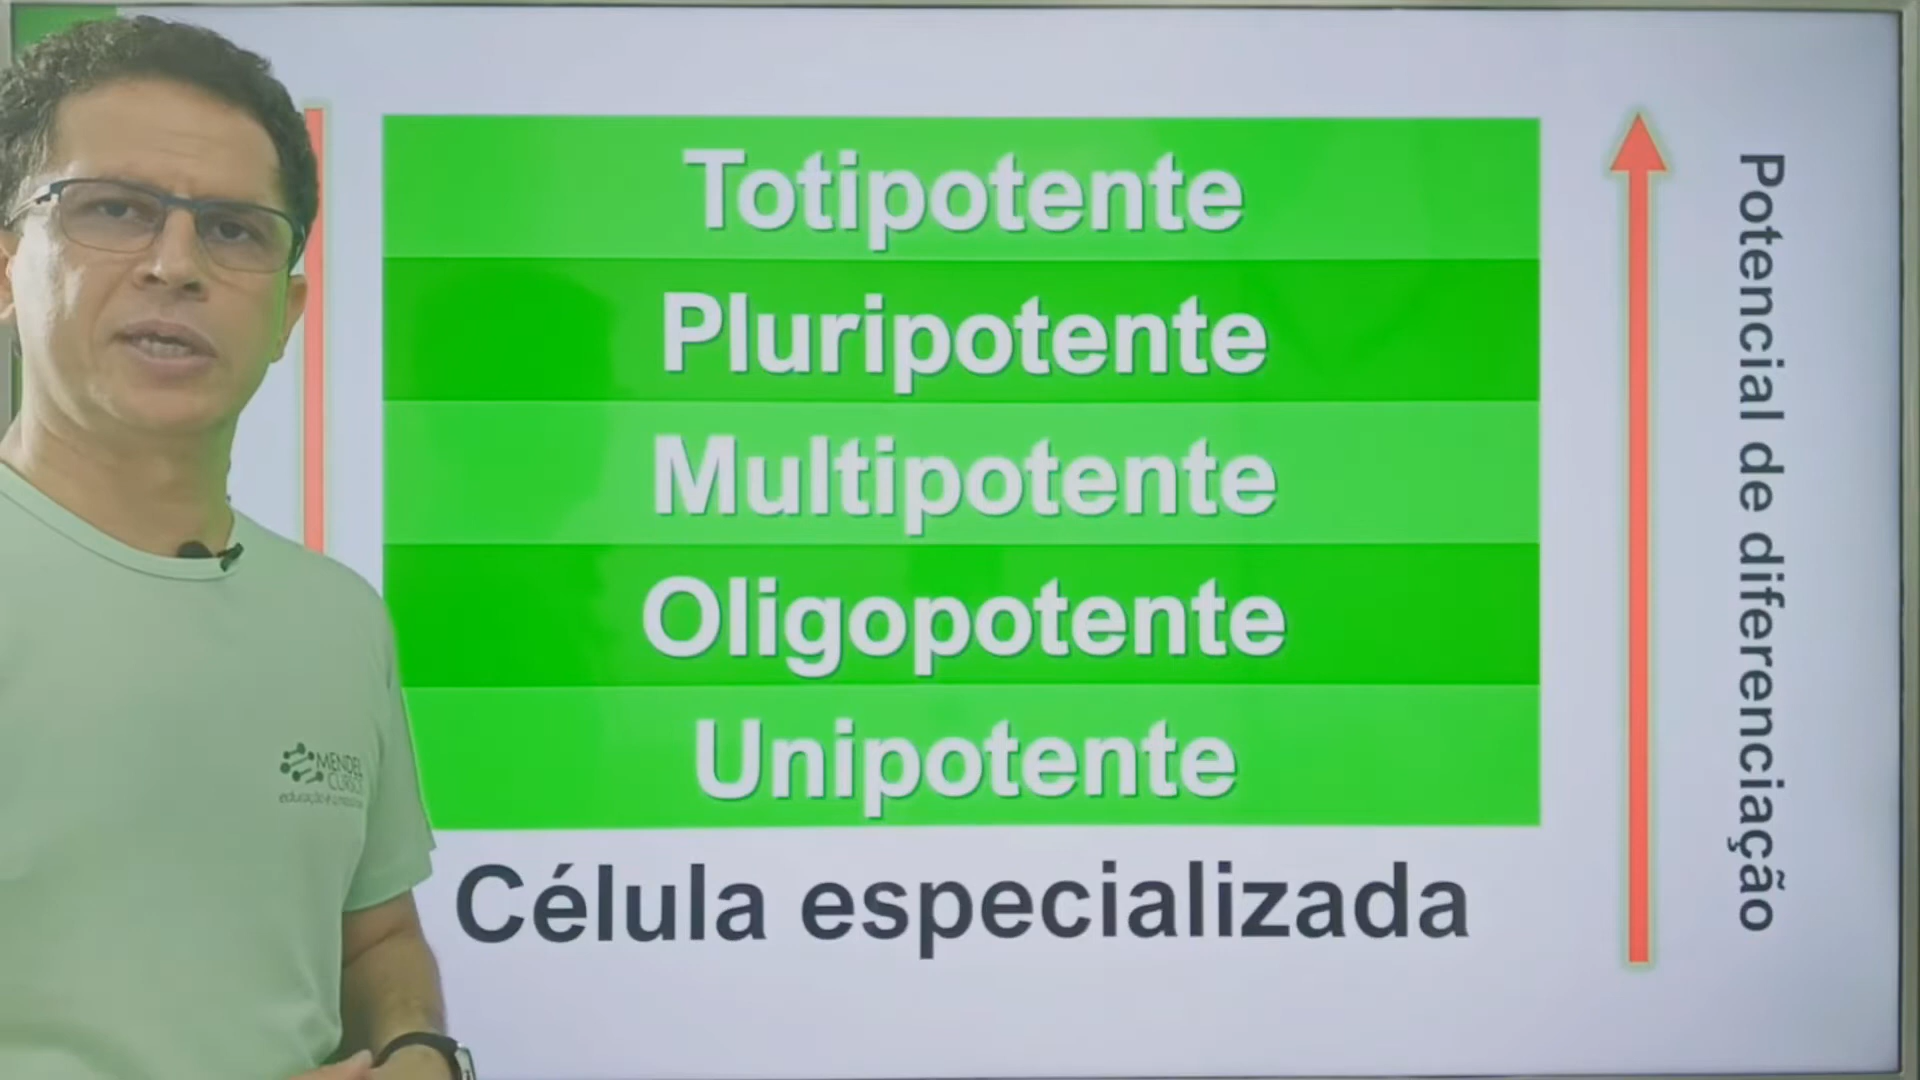 Totipotente
Pluripotente
Multipotente
Oligopotente
Unipotente
Célula especializada
Potencial de diferenciação
MENDEL
CURSOS